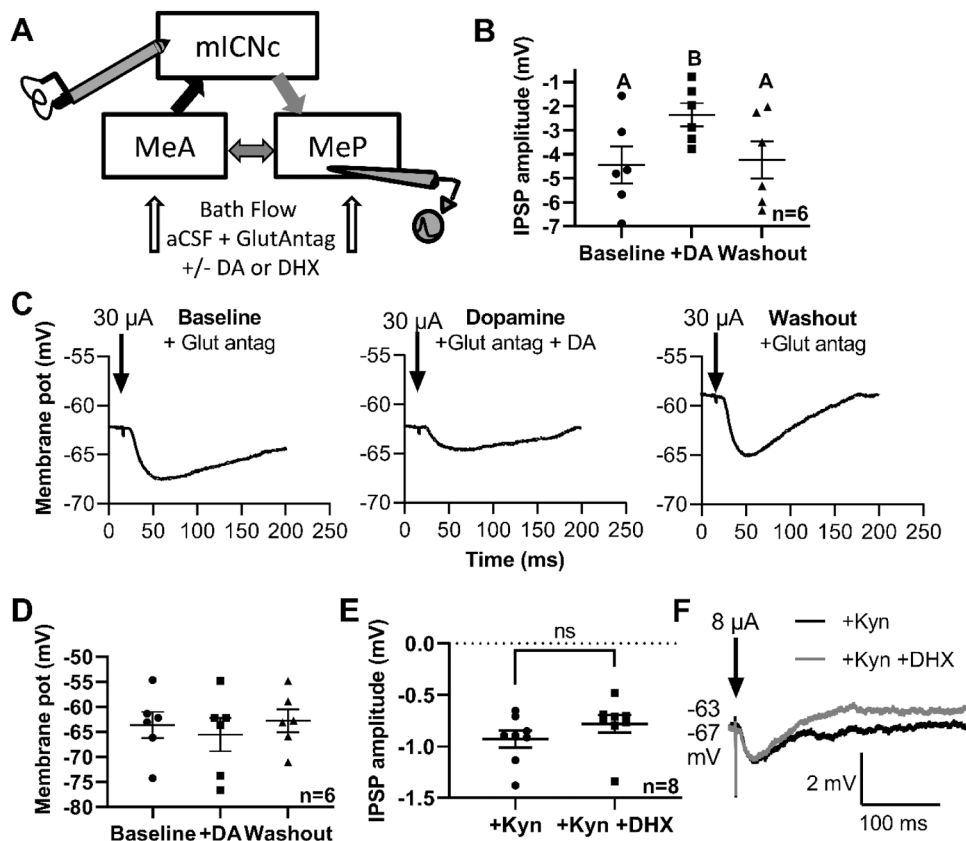 A
mICNc
MeA
MeP
Bath Flow
aCSF + GlutAntag
+/- DA or DHX
B
IPSP amplitude (mV)
A
B
A
-1
-2
-3
-4
-5
-6
-7
n=6
Baseline +DA Washout
C
Membrane pot (mV)
30 µA
Baseline
+ Glut antag
-55
-60
-65
-70
0 50 100 150 200 250
30 µA
Dopamine
+Glut antag + DA
-55
-60
-65
-70
0 50 100 150 200 250
30 µA
Washout
+Glut antag
-55
-60
-65
-70
0 50 100 150 200 250
Time (ms)
D
Membrane pot (mV)
-50
-55
-60
-65
-70
-75
-80
n=6
Baseline +DA Washout
E
IPSP amplitude (mV)
0.0
-0.5
-1.0
-1.5
ns
n=8
+Kyn +Kyn +DHX
F
8 µA
+Kyn
+Kyn +DHX
-63
-67
mV
2 mV
100 ms